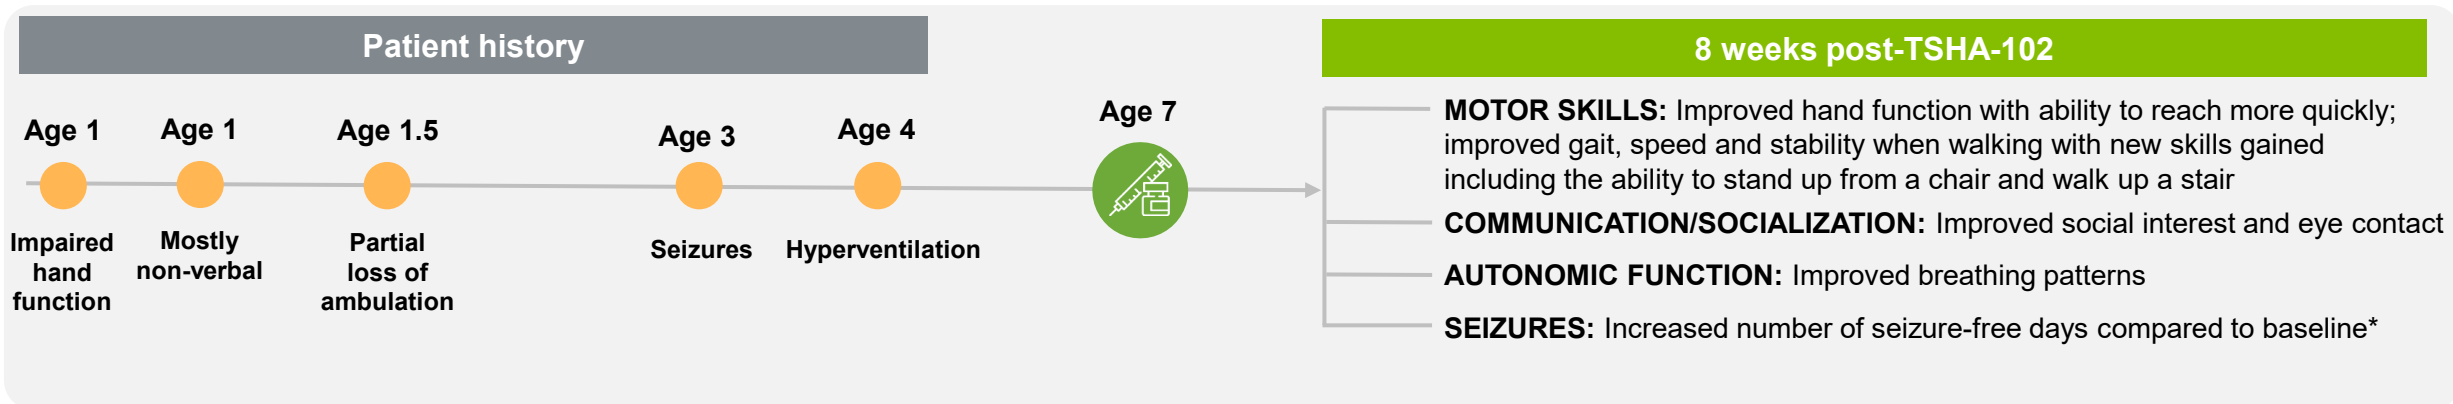 Patient history
8 weeks post-TSHA-102
Age 1
Age 1
Age 1.5
Age 3
Age 4
Age 7
Impaired
hand
function
Mostly
non-verbal
Partial
loss of
ambulation
Seizures
Hyperventilation
MOTOR SKILLS: Improved hand function with ability to reach more quickly;
improved gait, speed and stability when walking with new skills gained
including the ability to stand up from a chair and walk up a stair
COMMUNICATION/SOCIALIZATION: Improved social interest and eye contact
AUTONOMIC FUNCTION: Improved breathing patterns
SEIZURES: Increased number of seizure-free days compared to baseline*